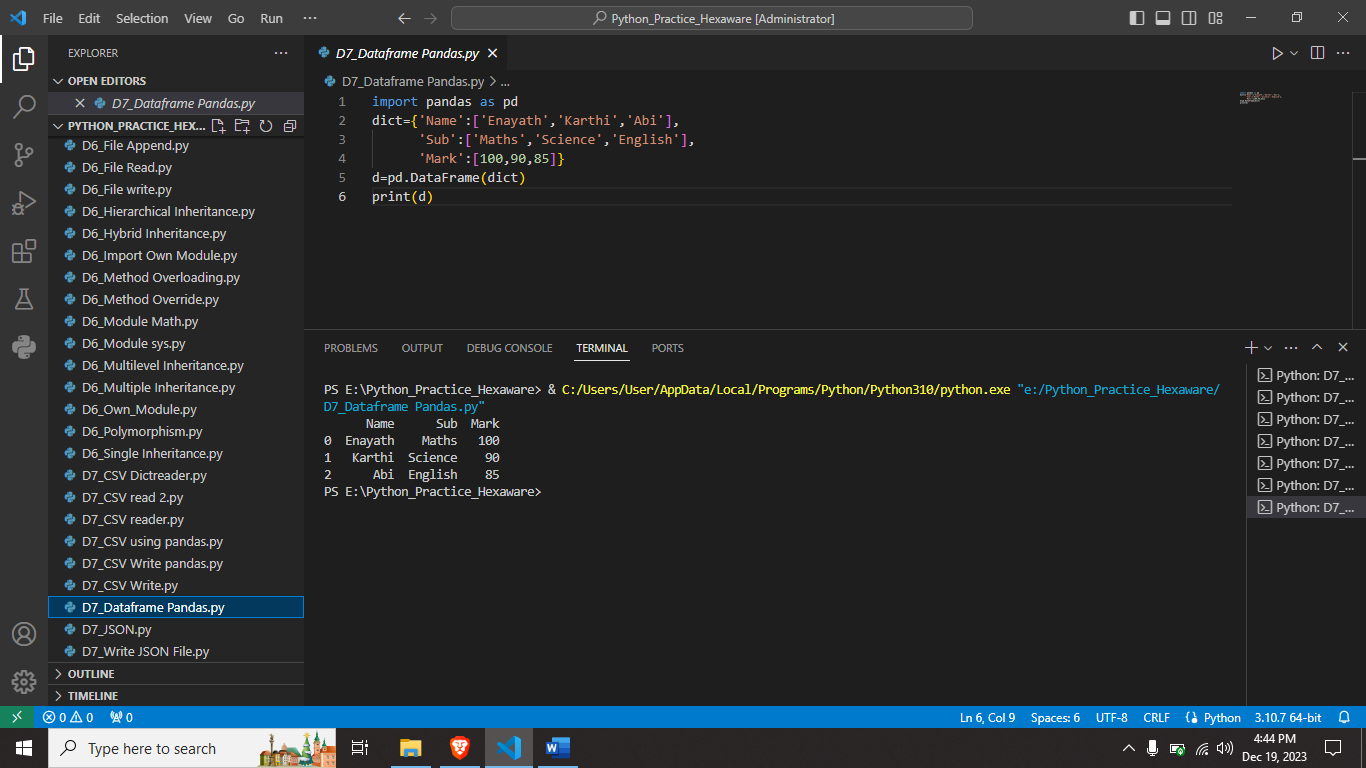 File Edit Selection View Go Run ··· Python_Practice_Hexaware [Administrator]
EXPLORER ···
OPEN EDITORS
D7_Dataframe Pandas.py
PYTHON_PRACTICE_HEX...
D6_File Append.py
D6_File Read.py
D6_File write.py
D6_Hierarchical Inheritance.py
D6_Hybrid Inheritance.py
D6_Import Own Module.py
D6_Method Overloading.py
D6_Method Override.py
D6_Module Math.py
D6_Module sys.py
D6_Multilevel Inheritance.py
D6_Multiple Inheritance.py
D6_Own_Module.py
D6_Polymorphism.py
D6_Single Inheritance.py
D7_CSV Dictreader.py
D7_CSV read 2.py
D7_CSV reader.py
D7_CSV using pandas.py
D7_CSV Write pandas.py
D7_CSV Write.py
D7_Dataframe Pandas.py
D7_JSON.py
D7_Write JSON File.py
OUTLINE
TIMELINE
D7_Dataframe Pandas.py
D7_Dataframe Pandas.py > ...
1 import pandas as pd
2 dict={'Name':['Enayath','Karthi','Abi'],
3 'Sub':['Maths','Science','English'],
4 'Mark':[100,90,85]}
5 d=pd.DataFrame(dict)
6 print(d)
PROBLEMS OUTPUT DEBUG CONSOLE TERMINAL PORTS
PS E:\Python_Practice_Hexaware> & C:/Users/User/AppData/Local/Programs/Python/Python310/python.exe "e:/Python_Practice_Hexaware/
D7_Dataframe Pandas.py"
Name Sub Mark
0 Enayath Maths 100
1 Karthi Science 90
2 Abi English 85
PS E:\Python_Practice_Hexaware>
Python: D7_...
Python: D7_...
Python: D7_...
Python: D7_...
Python: D7_...
Python: D7_...
Python: D7_...
0 0 0 Ln 6, Col 9 Spaces: 6 UTF-8 CRLF Python 3.10.7 64-bit
Type here to search
4:44 PM
Dec 19, 2023